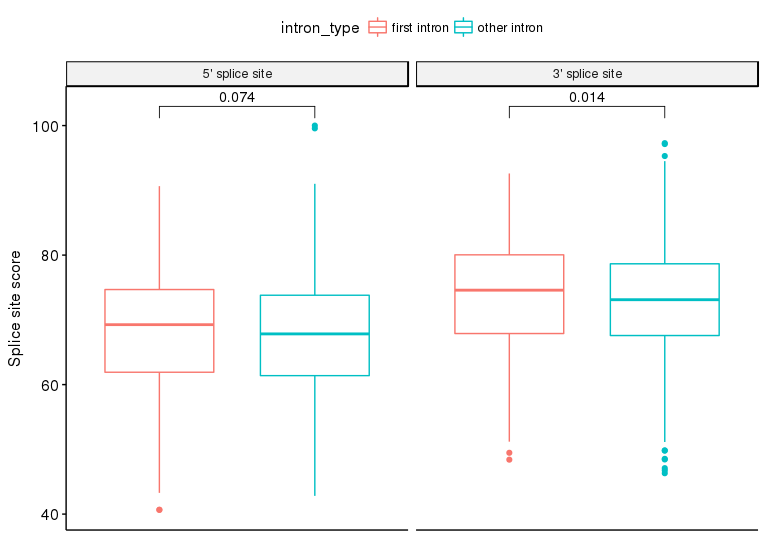 intron_type first intron other intron
5' splice site 3' splice site
0.074 0.014
100
80
60
40
Splice site score